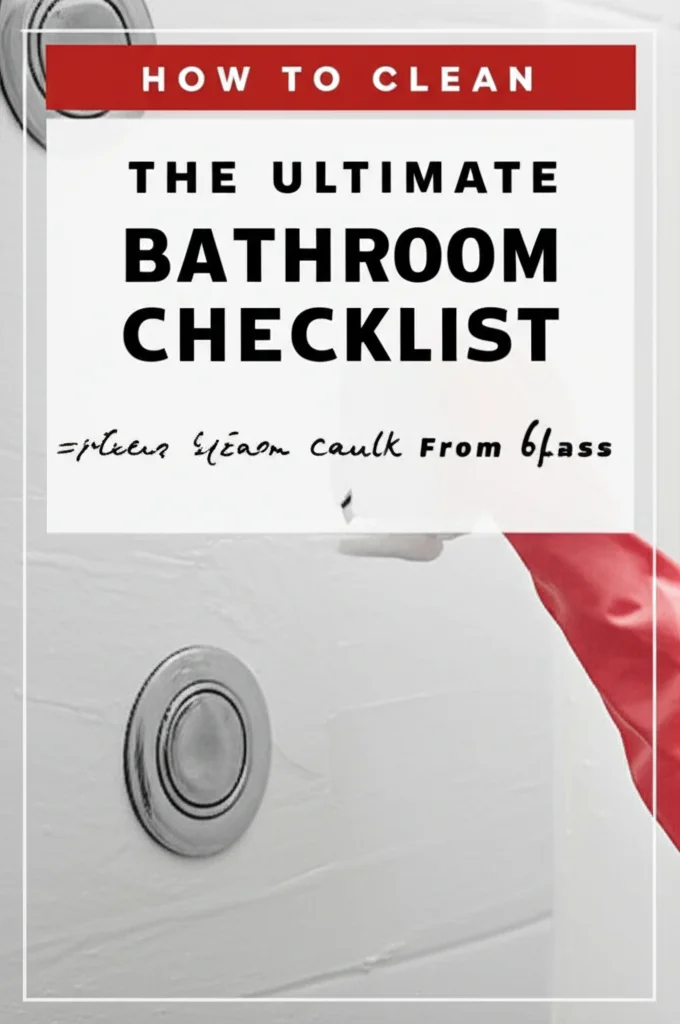 HOW TO CLEAN
THE ULTIMATE
BATHROOM
CHECKLIST
caulk From